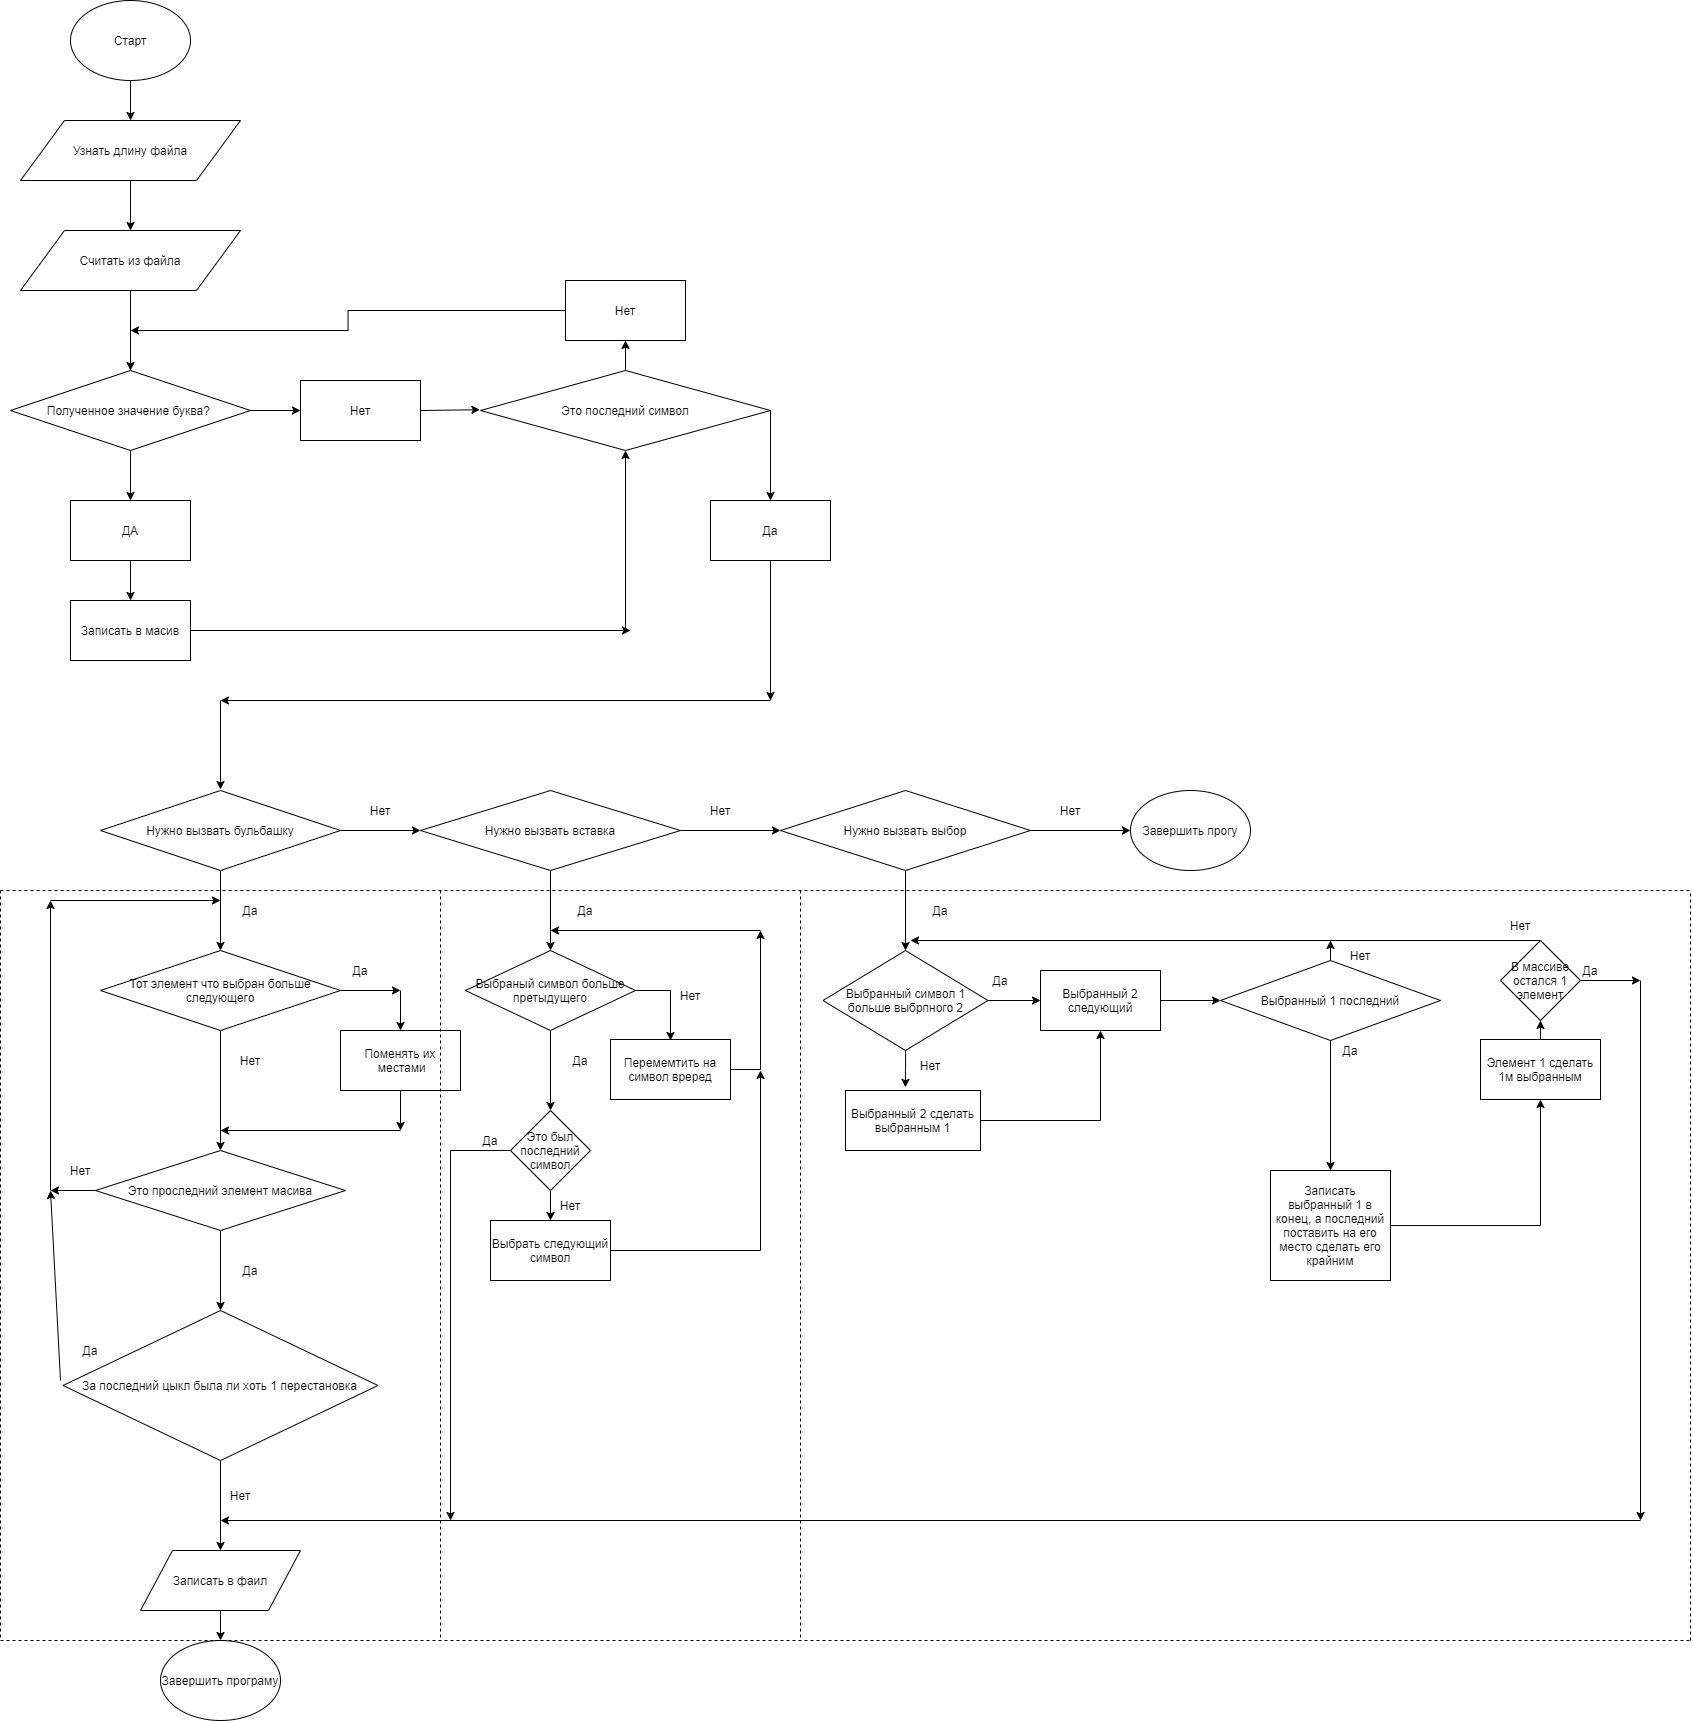 Старт
Узнать длину файла
Считать из файла
Нет
Полученное значение буква?
Нет
Это последний символ
ДА
Да
Записать в масив
Нужно вызвать бульбашку
Нет
Нужно вызвать вставка
Нет
Нужно вызвать выбор
Нет
Завершить прогу
Да
Тот элемент что выбран больше
следующего
Да
Поменять их
местами
Нет
Это проследний элемент масива
Нет
Да
За последний цыкл была ли хоть 1 перестановка
Да
Нет
Да
Выбраный символ больше
претыдущего
Нет
Перемемтить на
символ вреред
Да
Это был
последний
символ
Да
Нет
Выбрать следующий
символ
Да
Выбранный символ 1
больше выбрпного 2
Да
Нет
Выбранный 2 сделать
выбранным 1
Выбранный 2
следующий
Выбранный 1 последний
Нет
Да
Записать
выбранный 1 в
конец, а последний
поставить на его
место сделать его
крайним
Элемент 1 сделать
1м выбранным
В массиве
остался 1
элемент
Нет
Да
Записать в фаил
Завершить програму